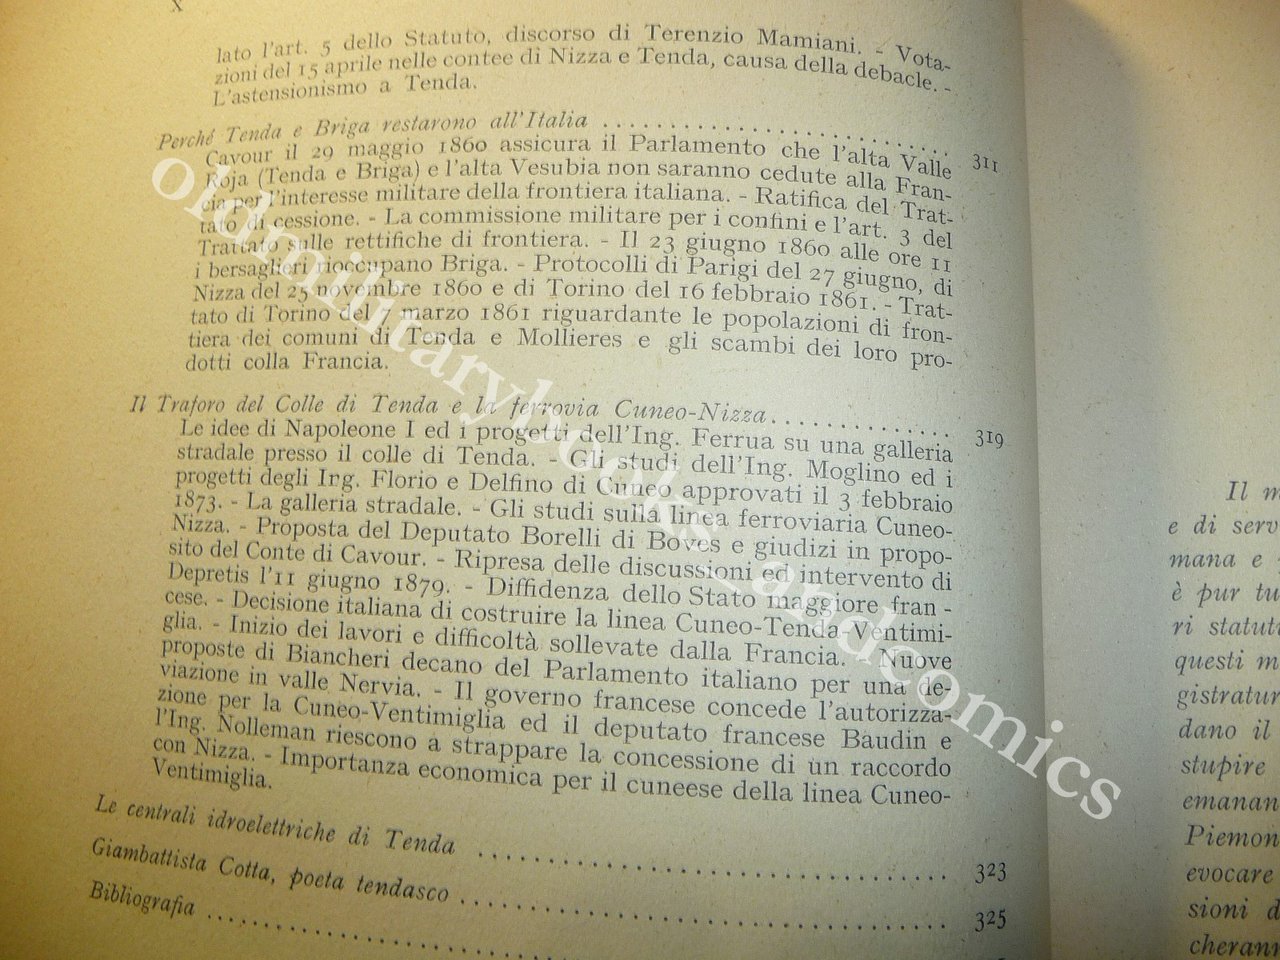 X
lato l'art. 5 dello Statuto, discorso di Terenzio Mamiani. - Vota-
zioni del 15 aprile nelle contee di Nizza e Tenda, causa della debacle. -
L'astensionismo a Tenda.
Perché Tenda e Briga restarono all'Italia .......................... 311
Cavour il 29 maggio 1860 assicura il Parlamento che l'alta Valle
Roja (Tenda e Briga) e l'alta Vesubia non saranno cedute alla Fran-
cia per l'interesse militare della frontiera italiana. - Ratifica del Trat-
tato di cessione. - La commissione militare per i confini e l'art. 3 del
Trattato sulle rettifiche di frontiera. - Il 23 giugno 1860 alle ore 11
i bersaglieri rioccupano Briga. - Protocolli di Parigi del 27 giugno, di
Nizza del 25 novembre 1860 e di Torino del 16 febbraio 1861. - Trat-
tato di Torino del 7 marzo 1861 riguardante le popolazioni di fron-
tiera dei comuni di Tenda e Mollieres e gli scambi dei loro pro-
dotti colla Francia.
Il Traforo del Colle di Tenda e la ferrovia Cuneo-Nizza.............. 319
Le idee di Napoleone I ed i progetti dell'Ing. Ferrua su una galleria
stradale presso il colle di Tenda. - Gli studi dell'Ing. Moglino ed i
progetti degli Irg. Florio e Delfino di Cuneo approvati il 3 febbraio
1873. - La galleria stradale. - Gli studi sulla linea ferroviaria Cuneo-
Nizza. - Proposta del Deputato Borelli di Boves e giudizi in propo-
sito del Conte di Cavour. - Ripresa delle discussioni ed intervento di
Depretis l'11 giugno 1879. - Diffidenza dello Stato maggiore fran -
cese. - Decisione italiana di costruire la linea Cuneo-Tenda-Ventimi-
glia. - Inizio dei lavori e difficoltà sollevate dalla Francia. - Nuove
proposte di Biancheri decano del Parlamento italiano per una de-
viazione in valle Nervia. - Il governo francese concede l'autorizza-
zione per la Cuneo-Ventimiglia ed il deputato francese Baudin e
l'Ing. Nolleman riescono a strappare la concessione di un raccordo
con Nizza. - Importanza economica per il cuneese della linea Cuneo-
Ventimiglia.
Le centrali idroelettriche di Tenda .................................. 323
Giambattista Cotta, poeta tendasco .................................. 325
Bibliografia ..........................
Il m
e di serv
mana e
è pur tu
ri statut
questi m
gistratur
dano il
stupire
emanan
Piemon
evocare
sioni d
cherann
oldmilitarybooks_andcomics